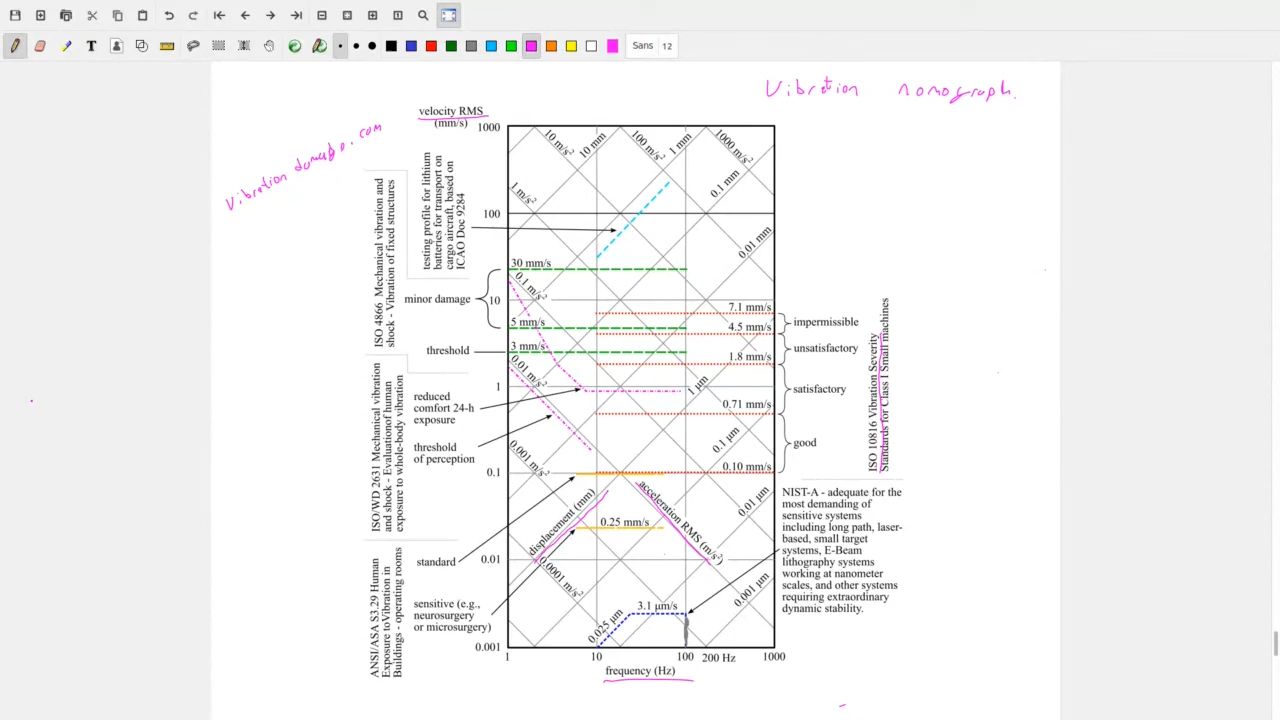 Sans 12
Vibration nomograph.
Vibration damage.com
velocity RMS
(mm/s)
1000
100
10
1
0.1
0.01
0.001
1
10
100
200 Hz
1000
frequency (Hz)
testing profile for lithium
batteries for transport on
cargo aircraft, based on
ICAO Doc 9284
ISO 4866 Mechanical vibration and
shock - Vibration of fixed structures
minor damage
threshold
ISO/WD 2631 Mechanical vibration
and shock - Evaluationof human
exposure to whole-body vibration
reduced
comfort 24-h
exposure
threshold
of perception
ANSI/ASA S3.29 Human
Exposure toVibration in
Buildings - operating rooms
standard
sensitive (e.g.,
neurosurgery
or microsurgery)
10 m/s²
10 mm
100 m/s²
1 mm
1000 m/s²
1 m/s²
0.1 mm
0.01 mm
30 mm/s
0.1 m/s²
5 mm/s
3 mm/s
0.01 m/s²
7.1 mm/s
4.5 mm/s
1.8 mm/s
1 µm
0.71 mm/s
0.1 µm
0.10 mm/s
0.001 m/s²
displacement (mm)
acceleration RMS (m/s²)
0.25 mm/s
0.01 µm
0.0001 m/s²
0.001 µm
3.1 µm/s
0.025 µm
impermissible
unsatisfactory
satisfactory
good
ISO 10816 Vibration Severity
Standards for Class I Small machines
NIST-A - adequate for the
most demanding of
sensitive systems
including long path, laser-
based, small target
systems, E-Beam
lithography systems
working at nanometer
scales, and other systems
requiring extraordinary
dynamic stability.